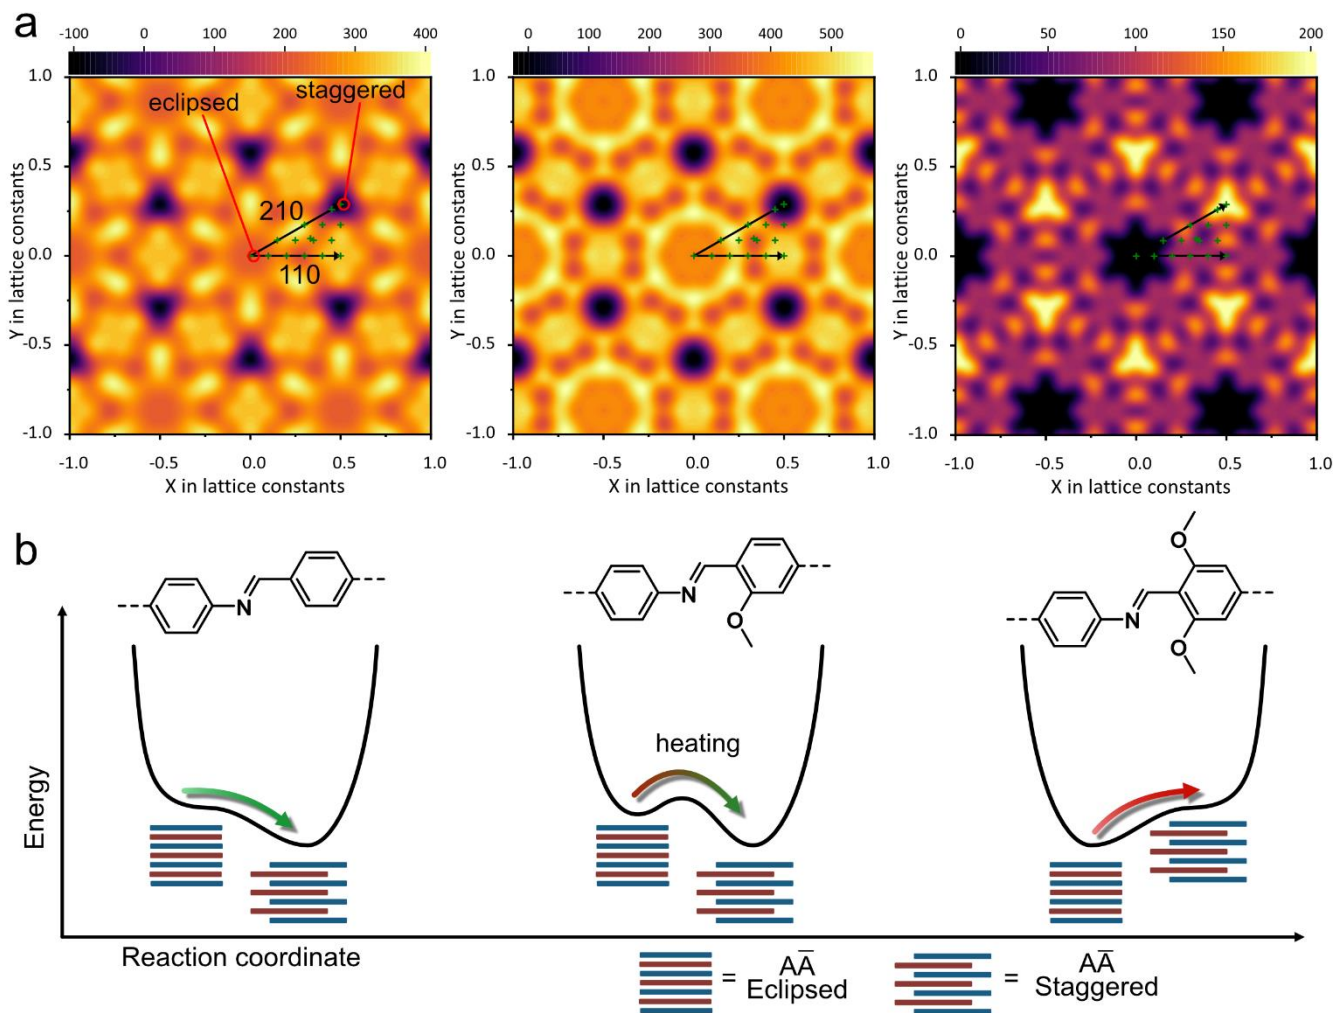 a
-100 0 100 200 300 400
0 100 200 300 400 500
0 50 100 150 200
1.0
0.5
0.0
-0.5
-1.0
Y in lattice constants
eclipsed
staggered
210
110
-1.0 -0.5 0.0 0.5 1.0
X in lattice constants
1.0
0.5
0.0
-0.5
-1.0
Y in lattice constants
-1.0 -0.5 0.0 0.5 1.0
X in lattice constants
1.0
0.5
0.0
-0.5
-1.0
Y in lattice constants
-1.0 -0.5 0.0 0.5 1.0
X in lattice constants
b
N
N
O
O
N
O
heating
Energy
Reaction coordinate
= AA̅
Eclipsed
= AA̅
Staggered